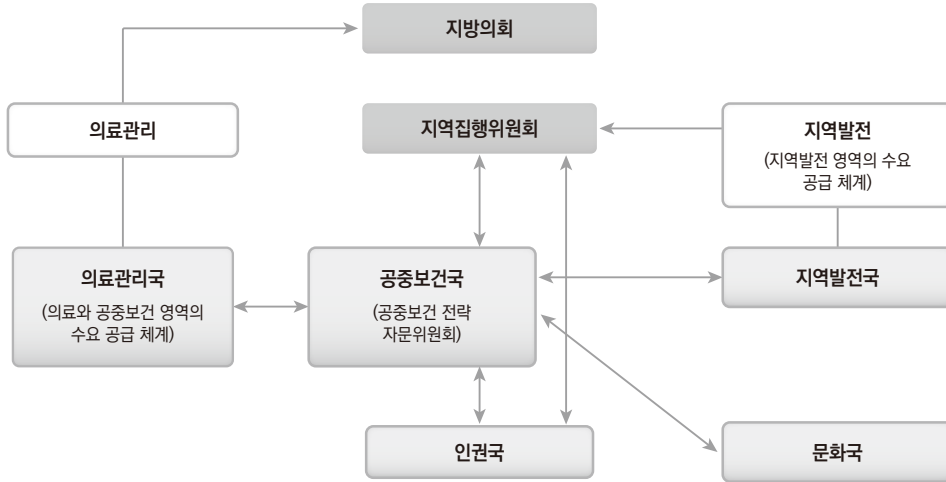 지방의회
의료관리
지역집행위원회
지역발전
(지역발전 영역의 수요
공급 체계)
의료관리국
(의료와 공중보건 영역의
수요 공급 체계)
공중보건국
(공중보건 전략
자문위원회)
지역발전국
인권국
문화국